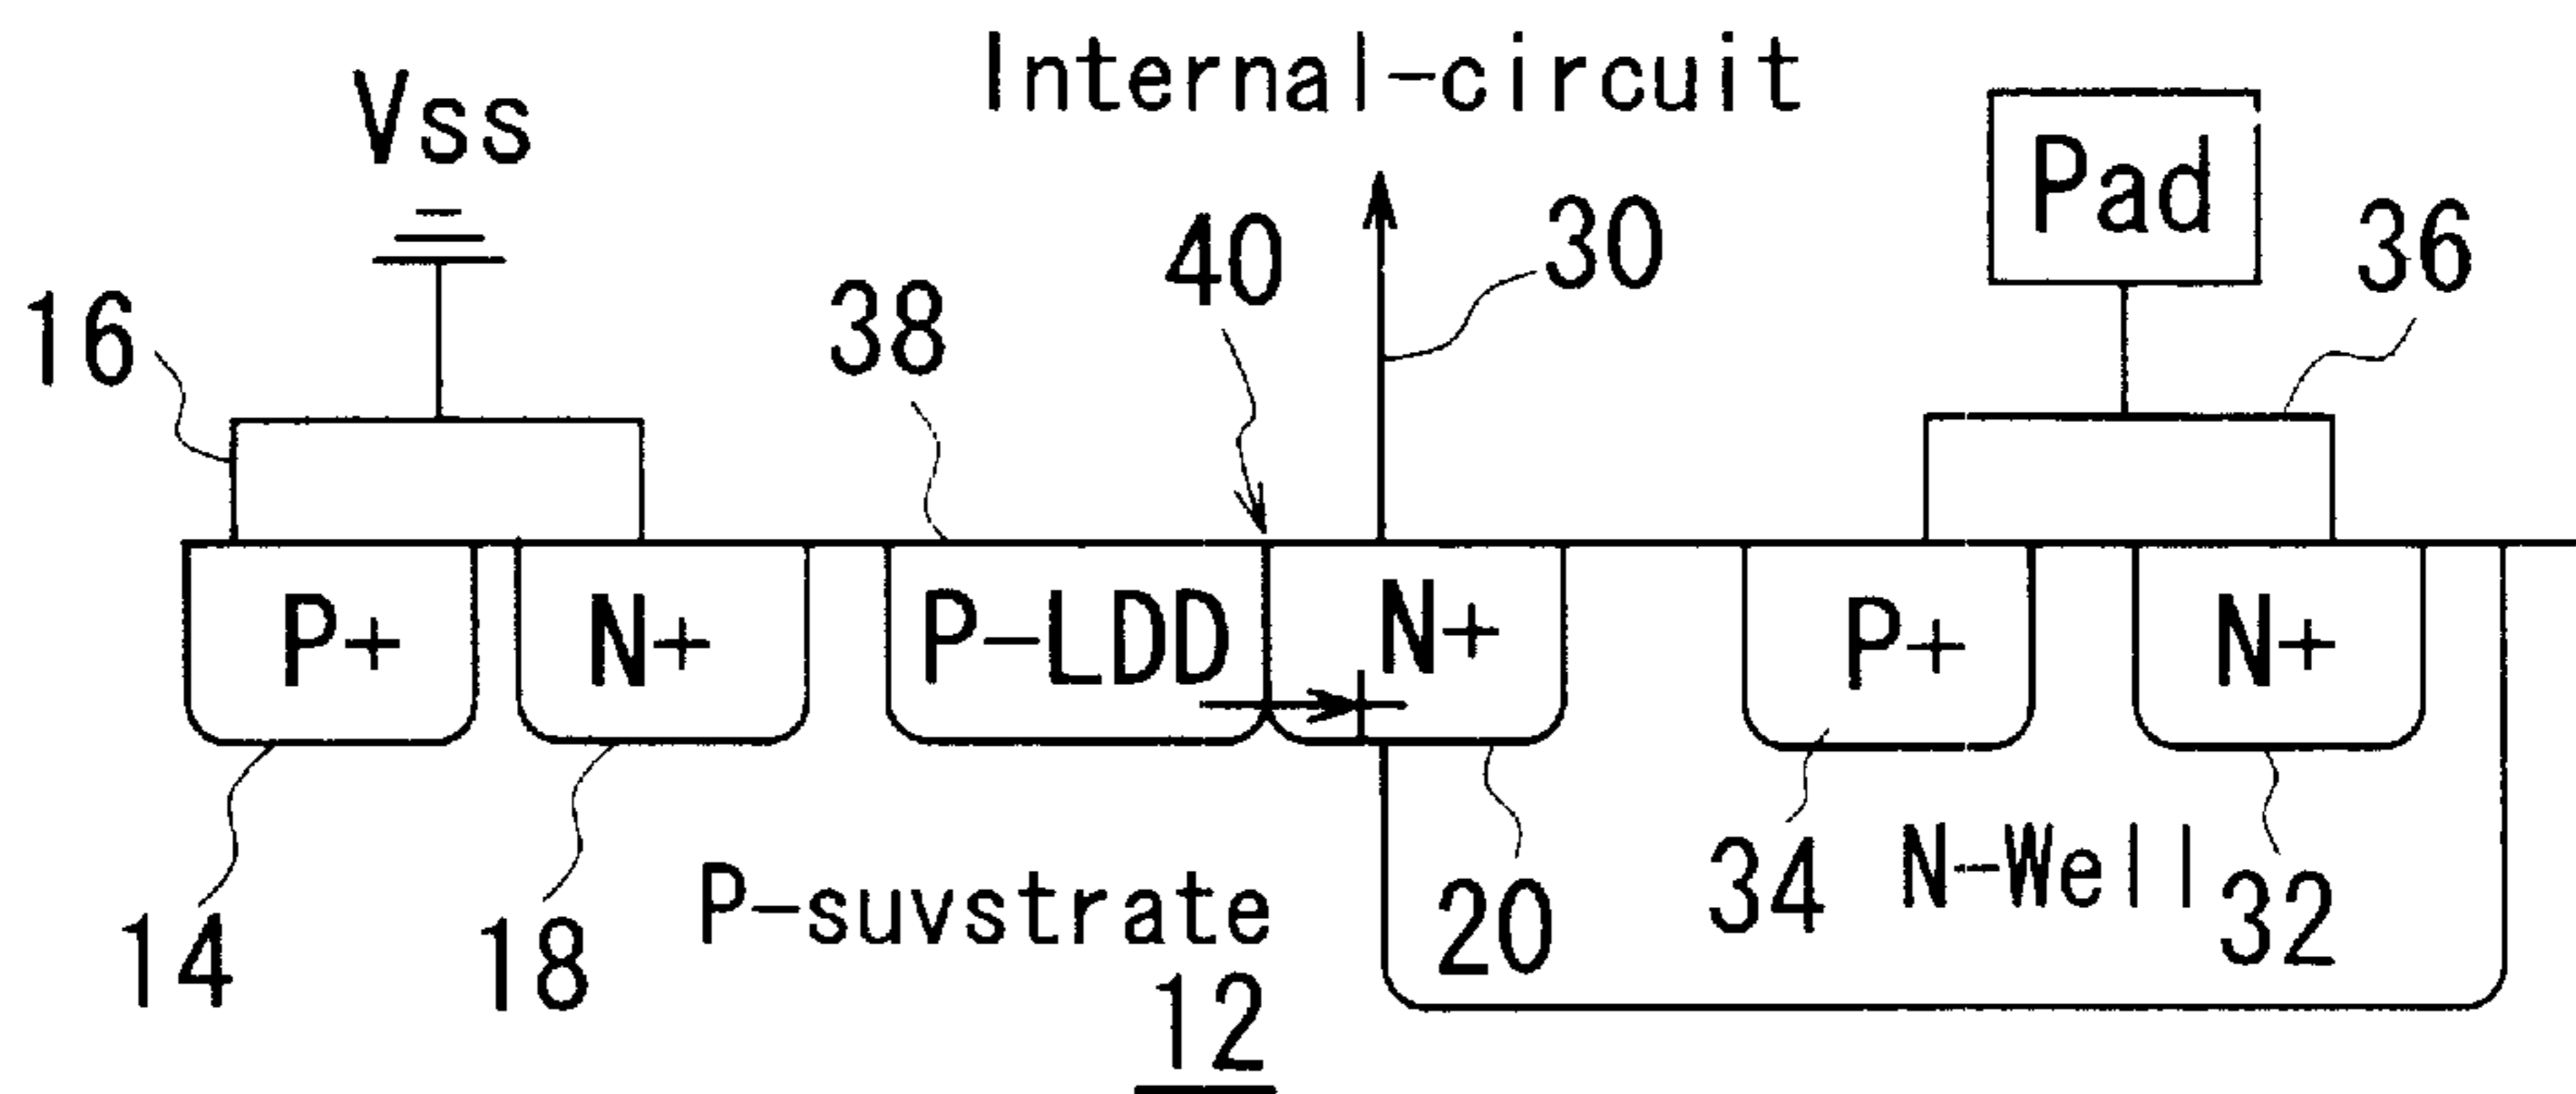 Internal-circuit
Vss
Pad
40
30
36
16
38
P+
N+
P-LDD
N+
P+
N+
14
18
P-suvstrate
20
34
N-Well
32
12